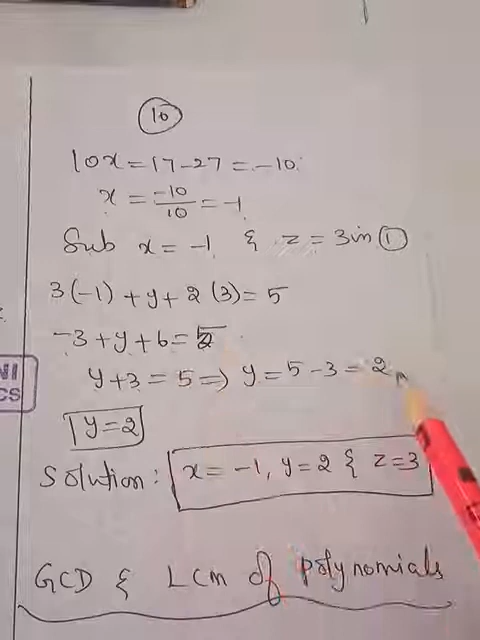 10
10x = 17-27 = -10
x = -10/10 = -1
Sub x = -1 & z = 3 in ①
3(-1) + y + 2(3) = 5
-3 + y + 6 = 5
y + 3 = 5 => y = 5 - 3 = 2
y = 2
Solution: x = -1, y = 2 & z = 3
GCD & LCM of polynomials